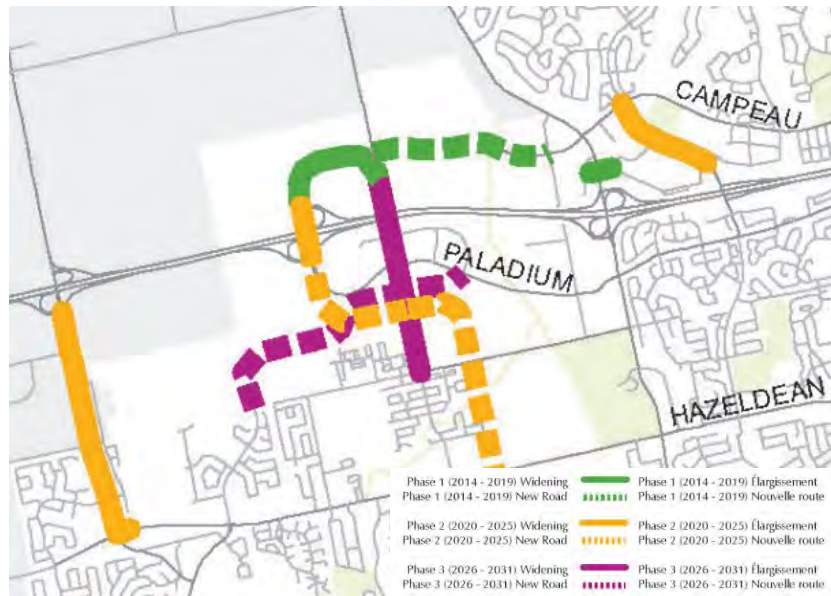 CAMPEAU
PALADIUM
HAZELDEAN
Phase 1 (2014 - 2019) Widening Phase 1 (2014 - 2019) Élargissement
Phase 1 (2014 - 2019) New Road Phase 1 (2014 - 2019) Nouvelle route
Phase 2 (2020 - 2025) Widening Phase 2 (2020 - 2025) Élargissement
Phase 2 (2020 - 2025) New Road Phase 2 (2020 - 2025) Nouvelle route
Phase 3 (2026 - 2031) Widening Phase 3 (2026 - 2031) Élargissement
Phase 3 (2026 - 2031) New Road Phase 3 (2026 - 2031) Nouvelle route